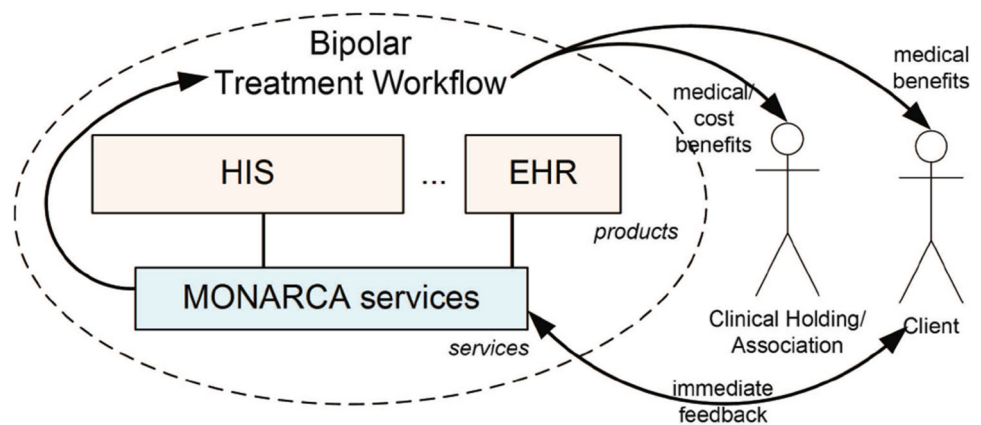 Bipolar
Treatment Workflow
medical/
cost
benefits
medical
benefits
HIS
...
EHR
products
MONARCA services
services
Clinical Holding/
Association
Client
immediate
feedback